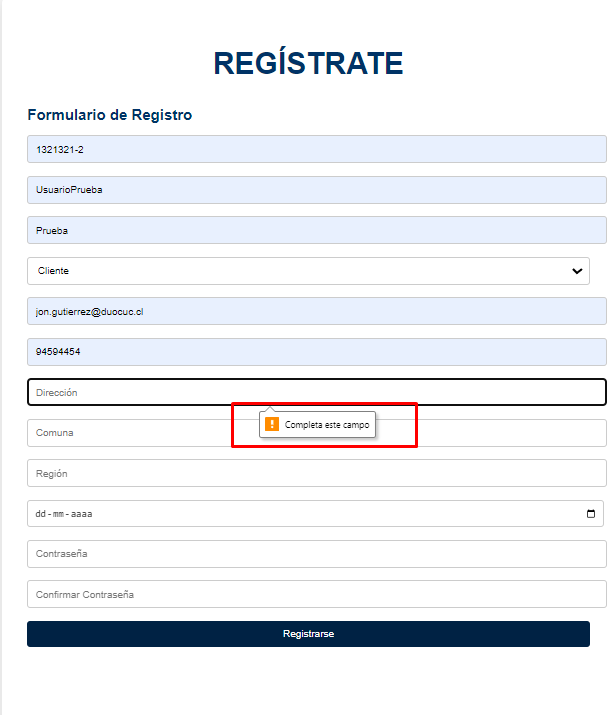 REGÍSTRATE
Formulario de Registro
1321321-2
UsuarioPrueba
Prueba
Cliente
jon.gutierrez@duocuc.cl
94594454
Dirección
! Completa este campo
Comuna
Región
dd-mm-aaaa
Contraseña
Confirmar Contraseña
Registrarse